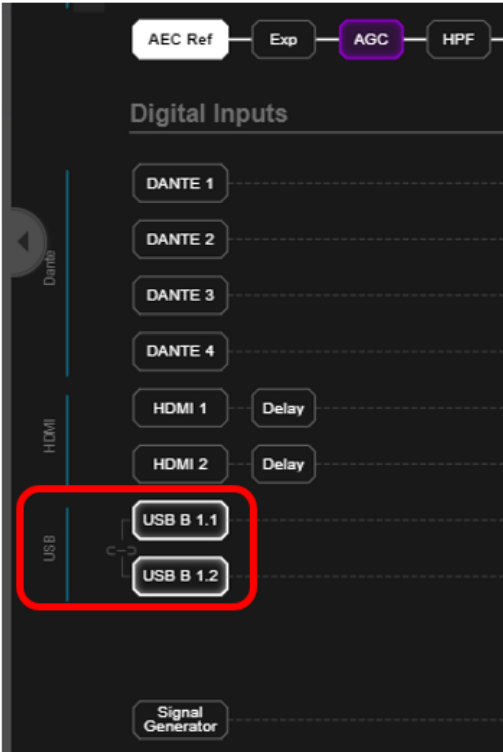 AEC Ref Exp AGC HPF
Digital Inputs
Dante
DANTE 1
DANTE 2
DANTE 3
DANTE 4
HDMI
HDMI 1 Delay
HDMI 2 Delay
USB
USB B 1.1
USB B 1.2
Signal
Generator